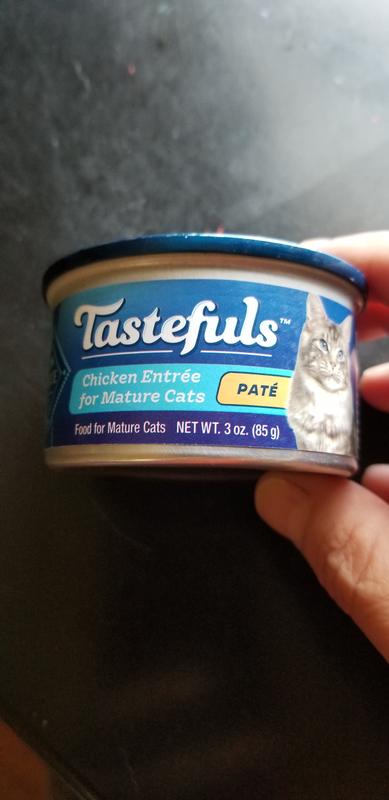 Tastefuls™
Chicken Entrée
for Mature Cats
PATÉ
Food for Mature Cats NET WT. 3 oz. (85 g)